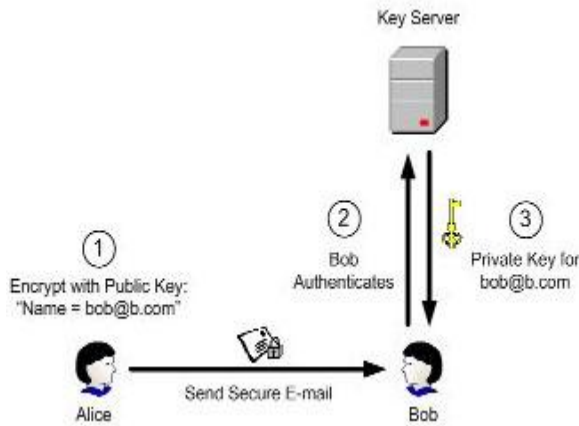 Key Server
1
Encrypt with Public Key:
"Name = bob@b.com"
2
Bob
Authenticates
3
Private Key for
bob@b.com
Send Secure E-mail
Alice
Bob